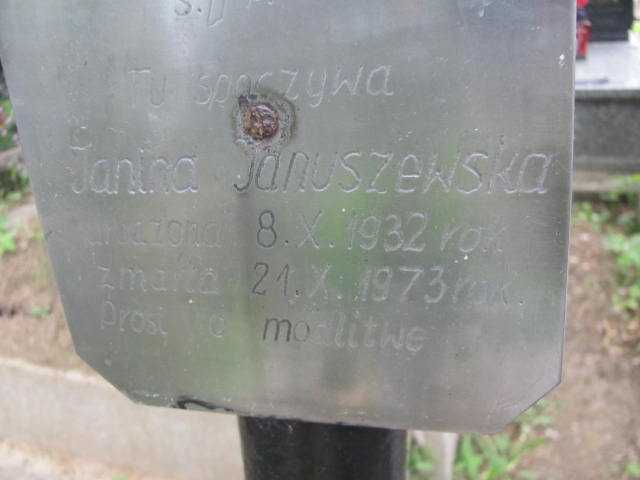 Ś.P.
Tu spoczywa
Janina Januszewska
urodzona 8.X.1932 rok
zmarła 21.X.1973 rok.
Prosi o modlitwę